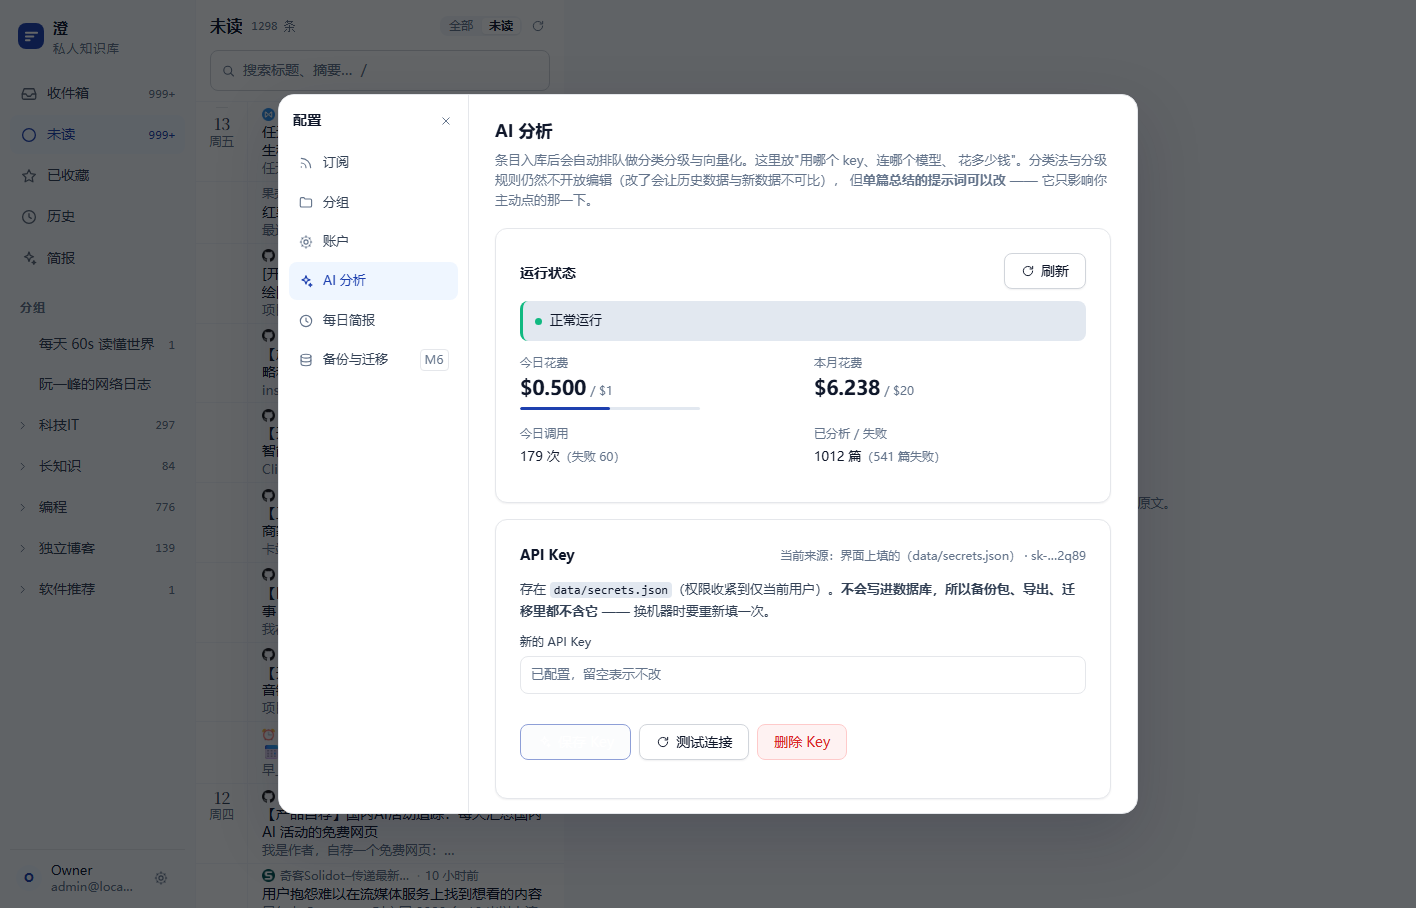 澄
私人知识库
收件箱 999+
未读 999+
已收藏
历史
简报
分组
每天 60s 读懂世界 1
阮一峰的网络日志
科技IT 297
长知识 84
编程 776
独立博客 139
软件推荐 1
Owner
admin@loca...
未读 1298 条
全部 未读
搜索标题、摘要... /
13
周五
12
周四
AI 活动的免费网页
我是作者，自荐一个免费网页：...
奇客Solidot–传递最新... · 10 小时前
用户抱怨难以在流媒体服务上找到想看的内容
原文。
配置
订阅
分组
账户
AI 分析
每日简报
备份与迁移 M6
AI 分析
条目入库后会自动排队做分类分级与向量化。这里放"用哪个 key、连哪个模型、 花多少钱"。分类法与分级
规则仍然不开放编辑（改了会让历史数据与新数据不可比）， 但单篇总结的提示词可以改 —— 它只影响你
主动点的那一下。
运行状态 刷新
正常运行
今日花费
$0.500 / $1
本月花费
$6.238 / $20
今日调用
179 次（失败 60）
已分析 / 失败
1012 篇（541 篇失败）
API Key
当前来源：界面上填的（data/secrets.json） · sk-...2q89
存在 data/secrets.json（权限收紧到仅当前用户）。不会写进数据库，所以备份包、导出、迁
移里都不含它 —— 换机器时要重新填一次。
新的 API Key
已配置，留空表示不改
测试连接
删除 Key